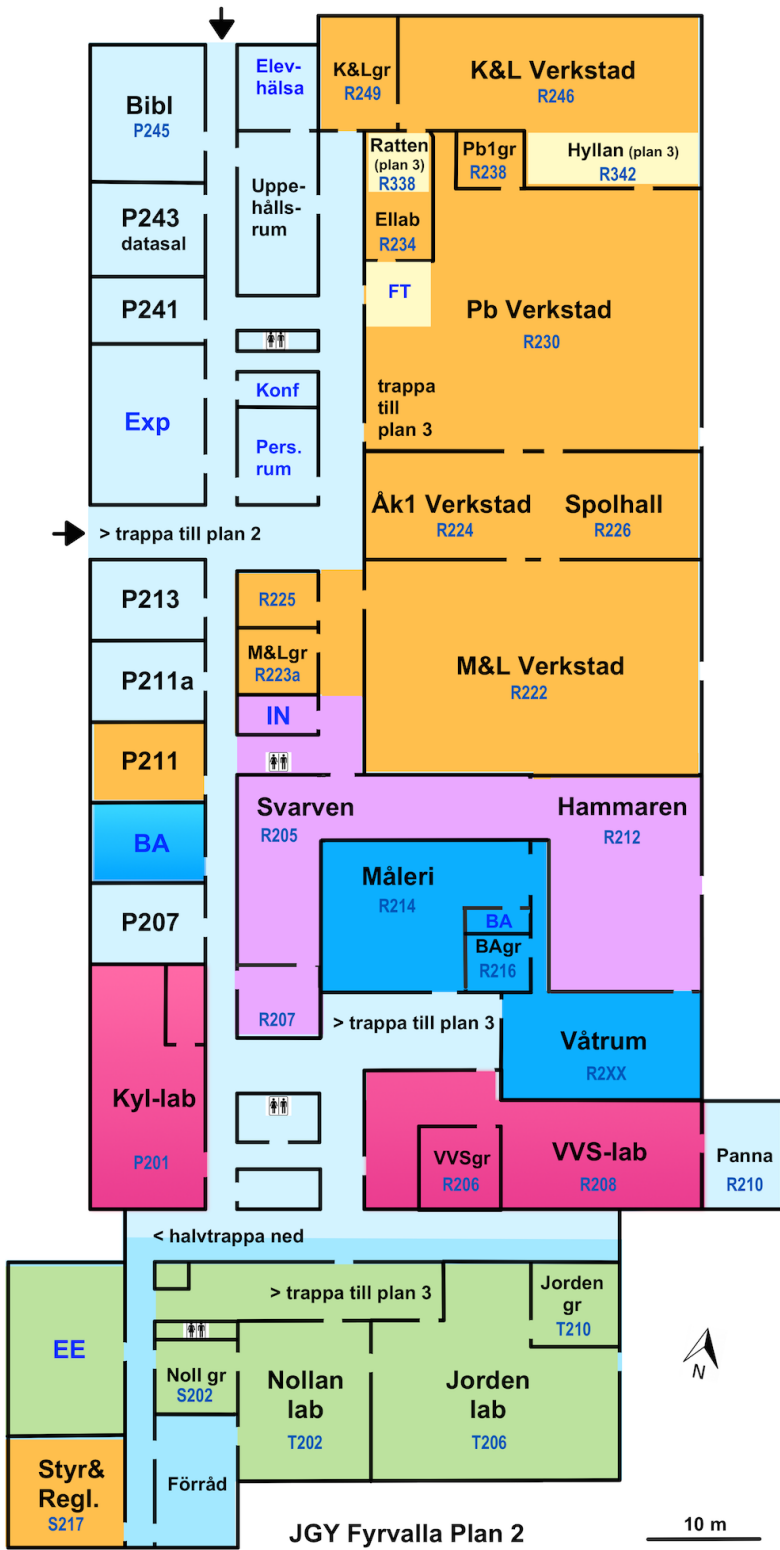 Bibl
P245
Elev-
hälsa
K&Lgr
R249
K&L Verkstad
R246
Uppe-
hålls-
rum
Ratten
(plan 3)
R338
Pb1gr
R238
Hyllan (plan 3)
R342
P243
datasal
Ellab
R234
P241
FT
Pb Verkstad
R230
Exp
Konf
trappa
till
plan 3
Pers.
rum
Åk1 Verkstad
R224
Spolhall
R226
> trappa till plan 2
P213
R225
P211a
M&Lgr
R223a
M&L Verkstad
R222
IN
P211
Svarven
R205
Hammaren
R212
BA
Måleri
R214
P207
BA
BAgr
R216
R207
> trappa till plan 3
Våtrum
R2XX
Kyl-lab
P201
VVSgr
R206
VVS-lab
R208
Panna
R210
< halvtrappa ned
> trappa till plan 3
Jorden
gr
T210
EE
Noll gr
S202
Nollan
lab
T202
Jorden
lab
T206
N
Styr&
Regl.
S217
Förråd
JGY Fyrvalla Plan 2
10 m